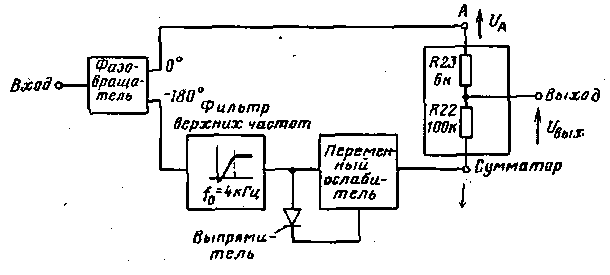 A
U_A
Вход
Фазо-
враща-
тель
0°
-180°
Фильтр
верхних частот
f₀=4кГц
Перемен-
ный
ослаби-
тель
Выпрями-
тель
R23
6к
R22
100к
Выход
Uвых.
Сумматор